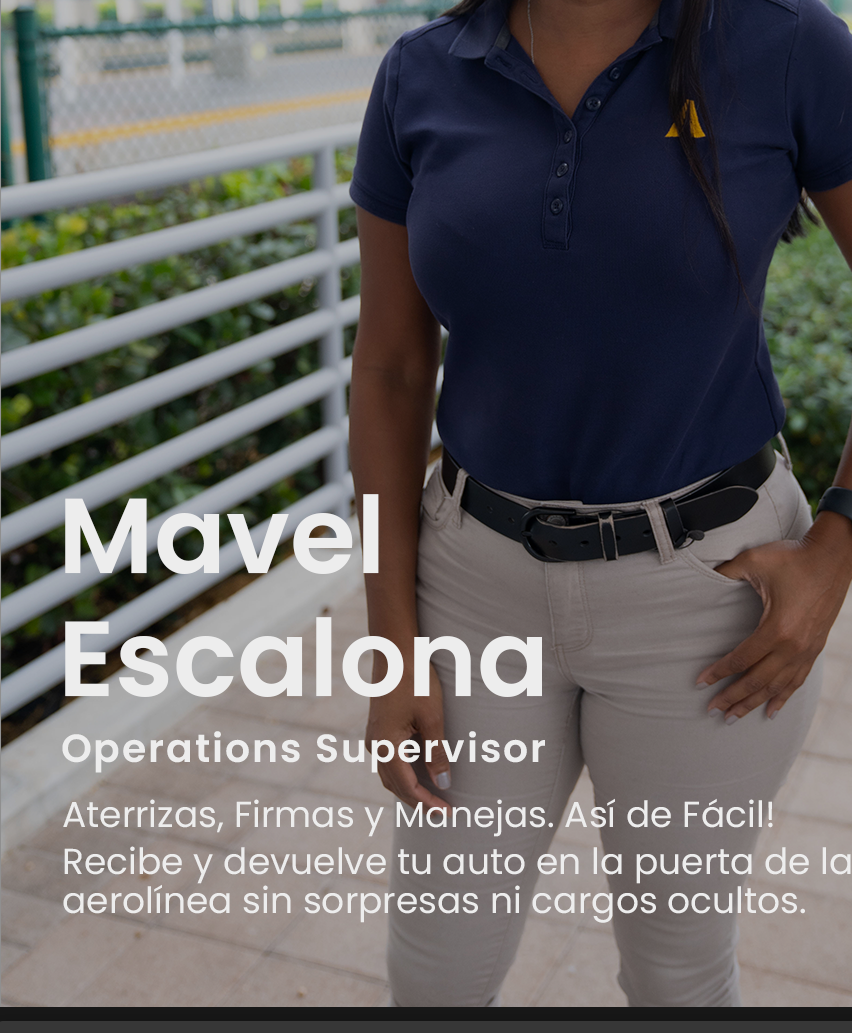 Mavel
Escalona
Operations Supervisor
Aterrizas, Firmas y Manejas. Así de Fácil!
Recibe y devuelve tu auto en la puerta de la
aerolínea sin sorpresas ni cargos ocultos.